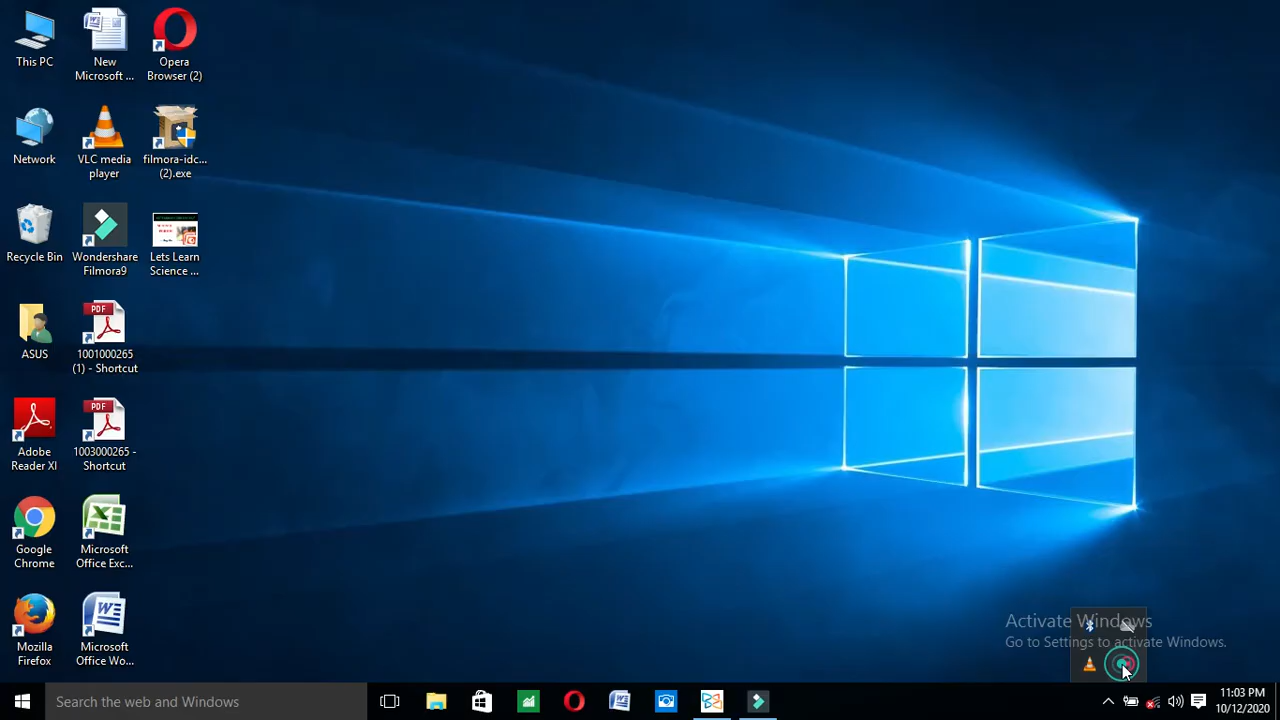 This PC
New
Microsoft ...
Opera
Browser (2)
Network
VLC media
player
filmora-idc...
(2).exe
Recycle Bin
Wondershare
Filmora9
Lets Learn
Science ...
ASUS
PDF
1001000265
(1) - Shortcut
Adobe
Reader XI
PDF
1003000265 -
Shortcut
Google
Chrome
Microsoft
Office Exc...
Mozilla
Firefox
Microsoft
Office Wo...
Activate Windows
Go to Settings to activate Windows.
Search the web and Windows
11:03 PM
10/12/2020